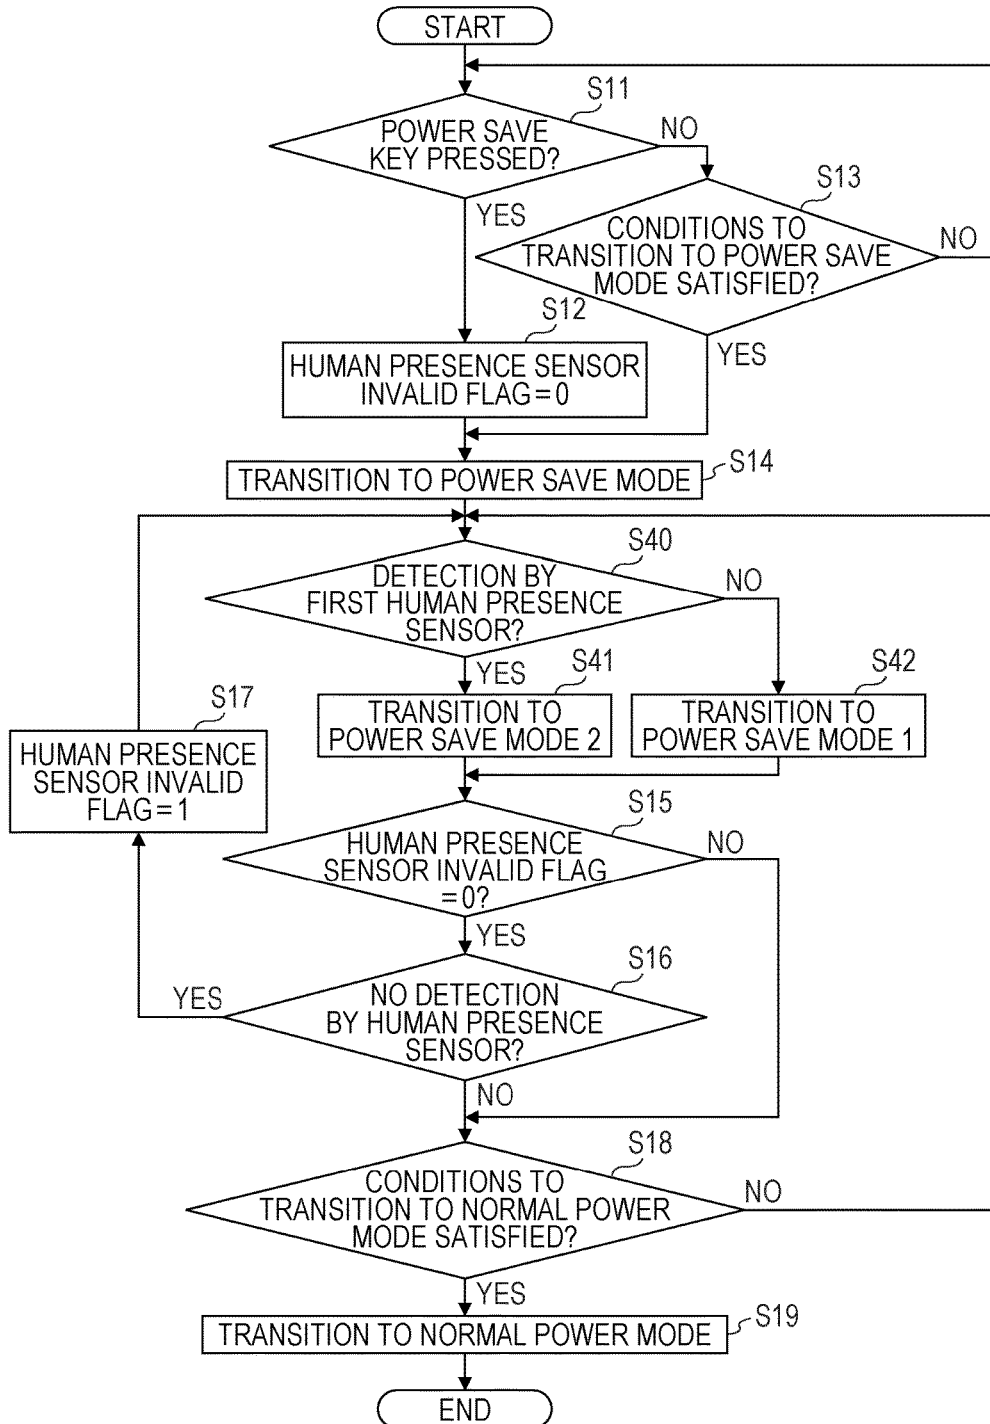 START
S11
POWER SAVE
KEY PRESSED?
NO
S13
YES
CONDITIONS TO
TRANSITION TO POWER SAVE
MODE SATISFIED?
NO
S12
YES
HUMAN PRESENCE SENSOR
INVALID FLAG=0
S14
TRANSITION TO POWER SAVE MODE
S40
DETECTION BY
FIRST HUMAN PRESENCE
SENSOR?
NO
YES
S41
S42
S17
TRANSITION TO
POWER SAVE MODE 2
TRANSITION TO
POWER SAVE MODE 1
HUMAN PRESENCE
SENSOR INVALID
FLAG=1
S15
HUMAN PRESENCE
SENSOR INVALID FLAG
=0?
NO
YES
S16
NO DETECTION
BY HUMAN PRESENCE
SENSOR?
YES
NO
S18
CONDITIONS TO
TRANSITION TO NORMAL POWER
MODE SATISFIED?
NO
YES
S19
TRANSITION TO NORMAL POWER MODE
END